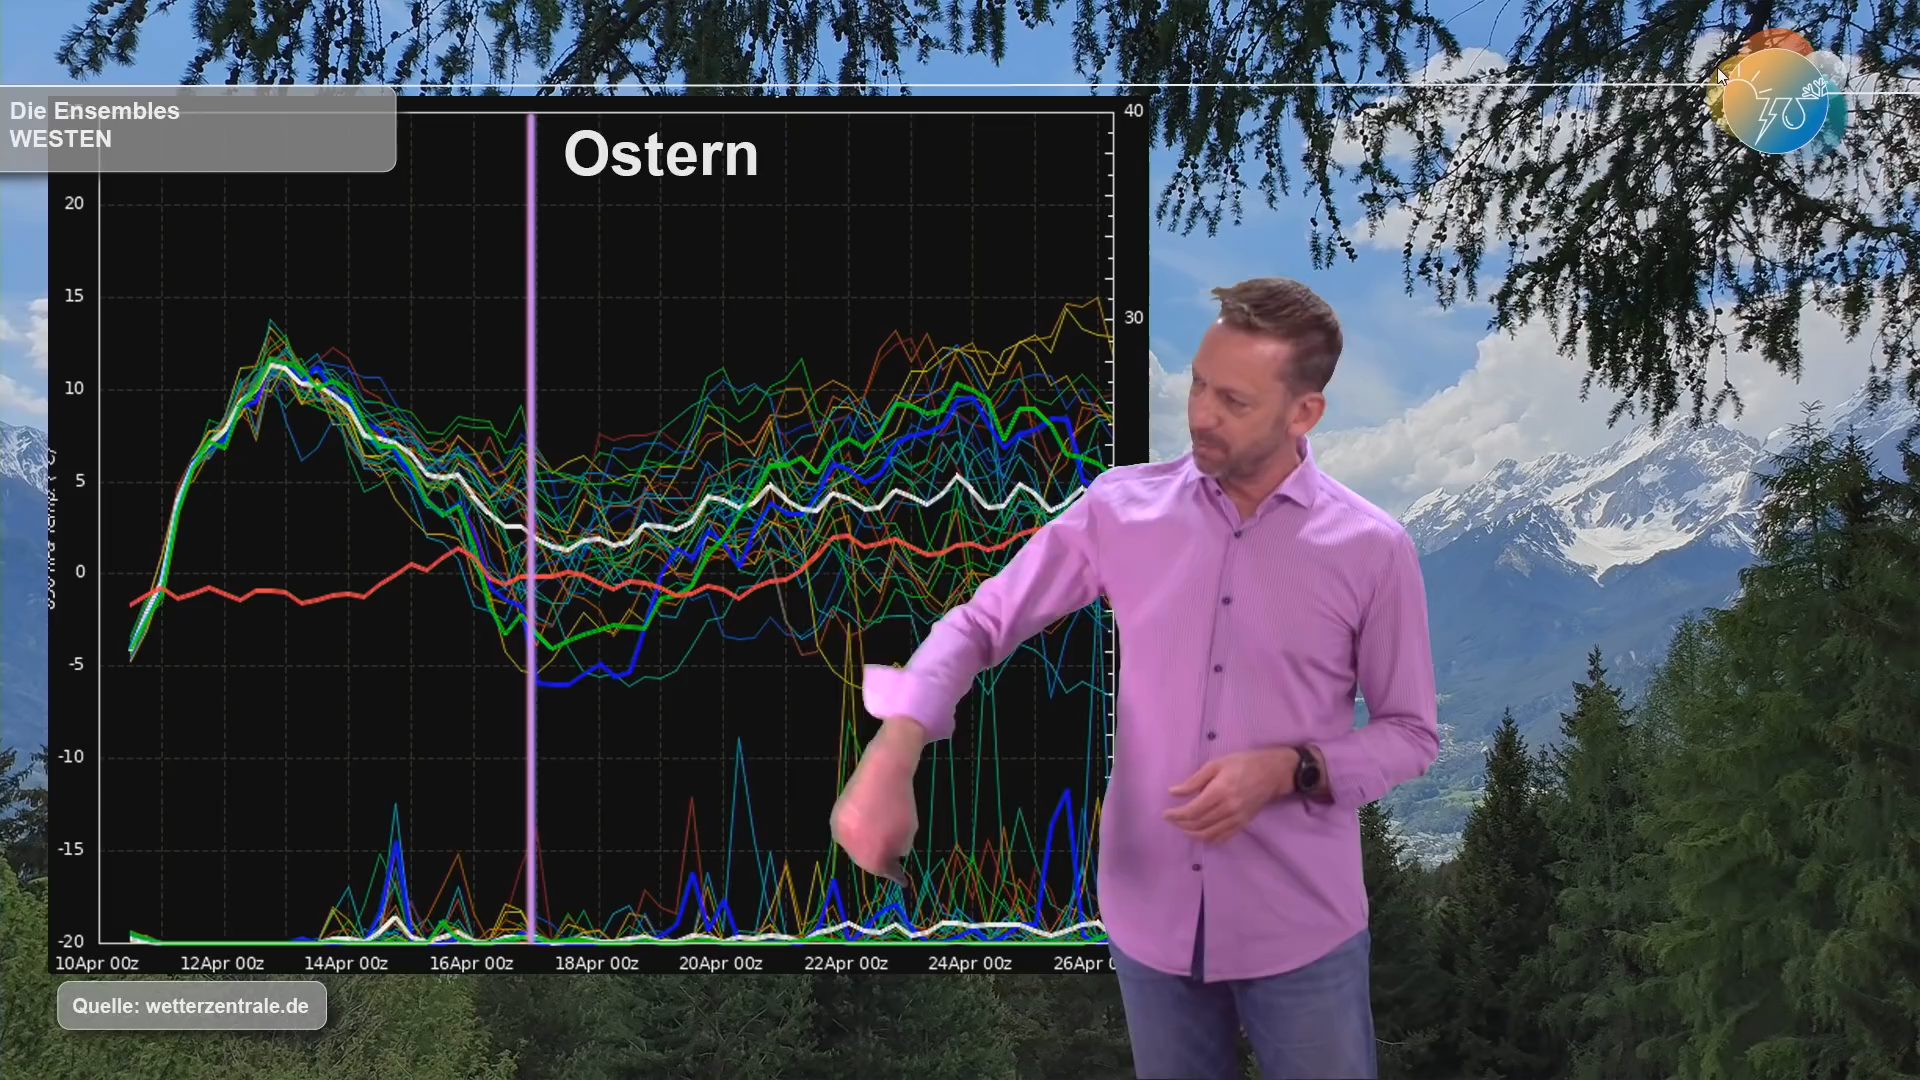 Die Ensembles
WESTEN
Ostern
40
30
20
15
10
5
0
-5
-10
-15
-20
10Apr 00z
12Apr 00z
14Apr 00z
16Apr 00z
18Apr 00z
20Apr 00z
22Apr 00z
24Apr 00z
26Apr
Quelle: wetterzentrale.de